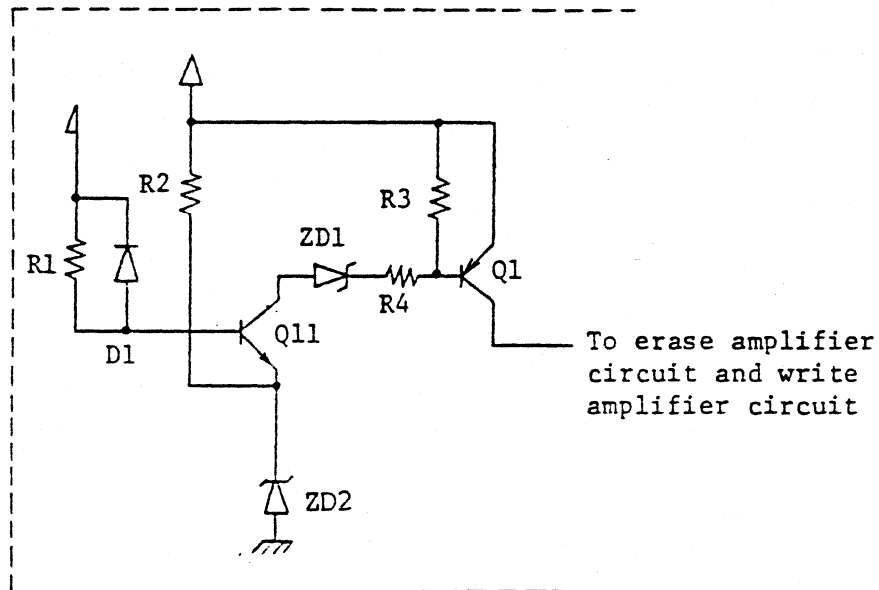 R2
R3
ZD1
R1
Q1
R4
Q11
D1
To erase amplifier
circuit and write
amplifier circuit
ZD2